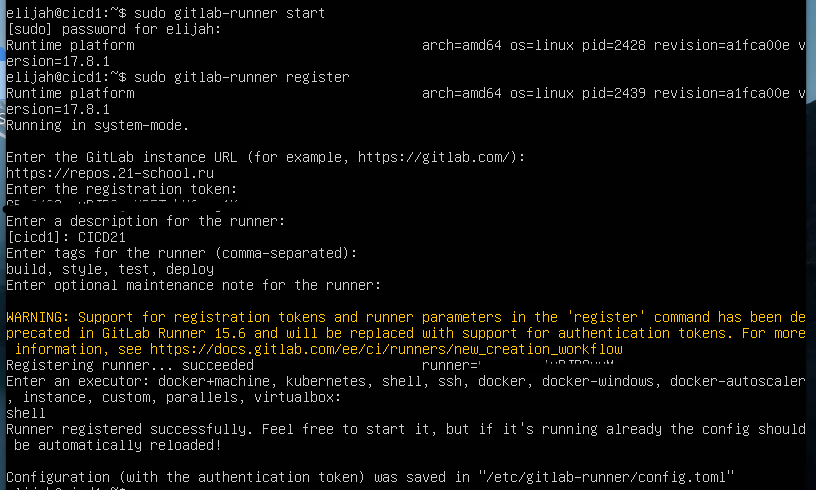 elijah@cicd1:~$ sudo gitlab-runner start
[sudo] password for elijah:
Runtime platform                                    arch=amd64 os=linux pid=2428 revision=a1fca00e v
ersion=17.8.1
elijah@cicd1:~$ sudo gitlab-runner register
Runtime platform                                    arch=amd64 os=linux pid=2439 revision=a1fca00e v
ersion=17.8.1
Running in system-mode.
Enter the GitLab instance URL (for example, https://gitlab.com/):
https://repos.21-school.ru
Enter the registration token:
Enter a description for the runner:
[cicd1]: CICD21
Enter tags for the runner (comma-separated):
build, style, test, deploy
Enter optional maintenance note for the runner:
WARNING: Support for registration tokens and runner parameters in the 'register' command has been de
precated in GitLab Runner 15.6 and will be replaced with support for authentication tokens. For more
 information, see https://docs.gitlab.com/ee/ci/runners/new_creation_workflow
Registering runner... succeeded                     runner=
Enter an executor: docker+machine, kubernetes, shell, ssh, docker, docker-windows, docker-autoscaler
, instance, custom, parallels, virtualbox:
shell
Runner registered successfully. Feel free to start it, but if it's running already the config should
 be automatically reloaded!
Configuration (with the authentication token) was saved in "/etc/gitlab-runner/config.toml"